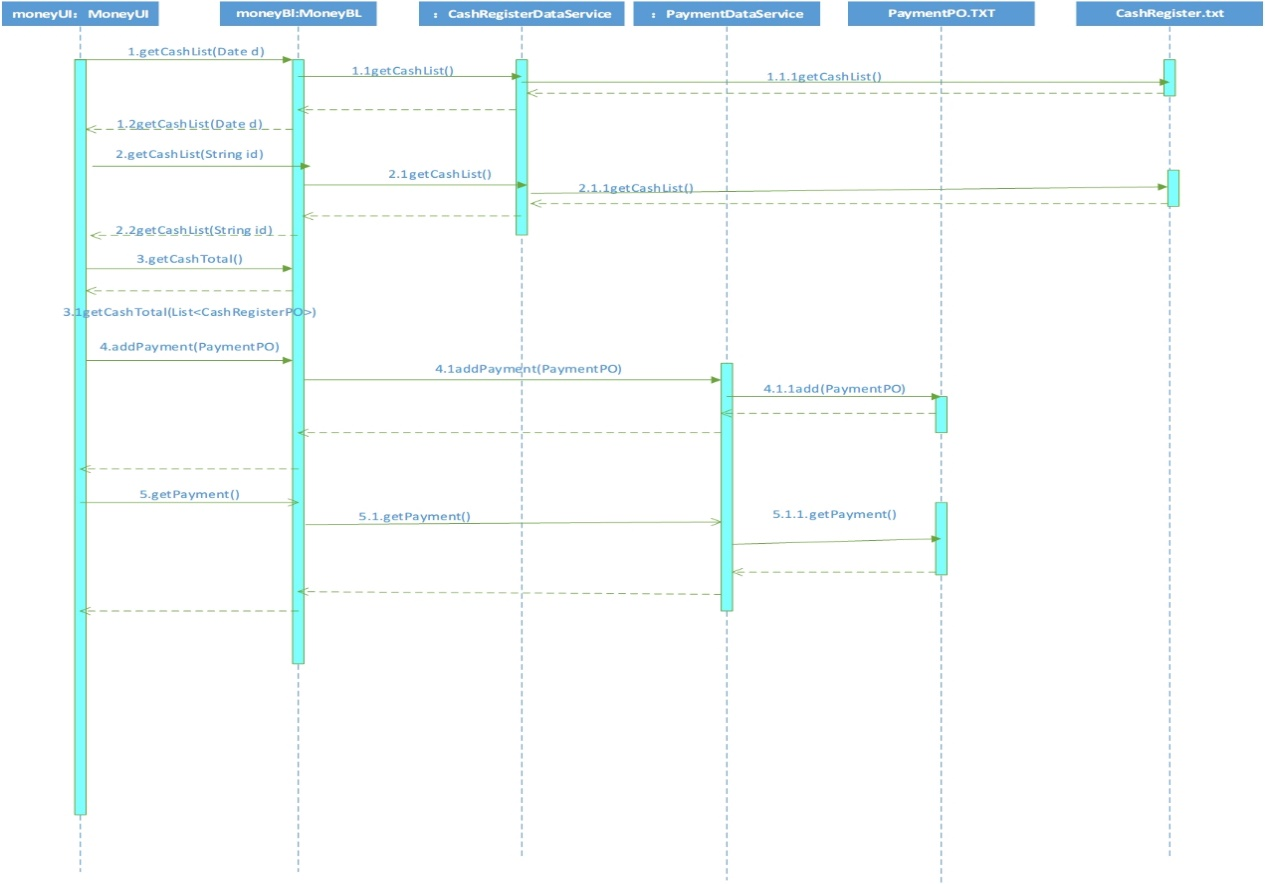 moneyUI：MoneyUI
moneyBl:MoneyBL
： CashRegisterDataService
： PaymentDataService
PaymentPO.TXT
CashRegister.txt
1.getCashList(Date d)
1.1getCashList()
1.1.1getCashList()
1.2getCashList(Date d)
2.getCashList(String id)
2.1getCashList()
2.1.1getCashList()
2.2getCashList(String id)
3.getCashTotal()
3.1getCashTotal(List<CashRegisterPO>)
4.addPayment(PaymentPO)
4.1addPayment(PaymentPO)
4.1.1add(PaymentPO)
5.getPayment()
5.1.getPayment()
5.1.1.getPayment()